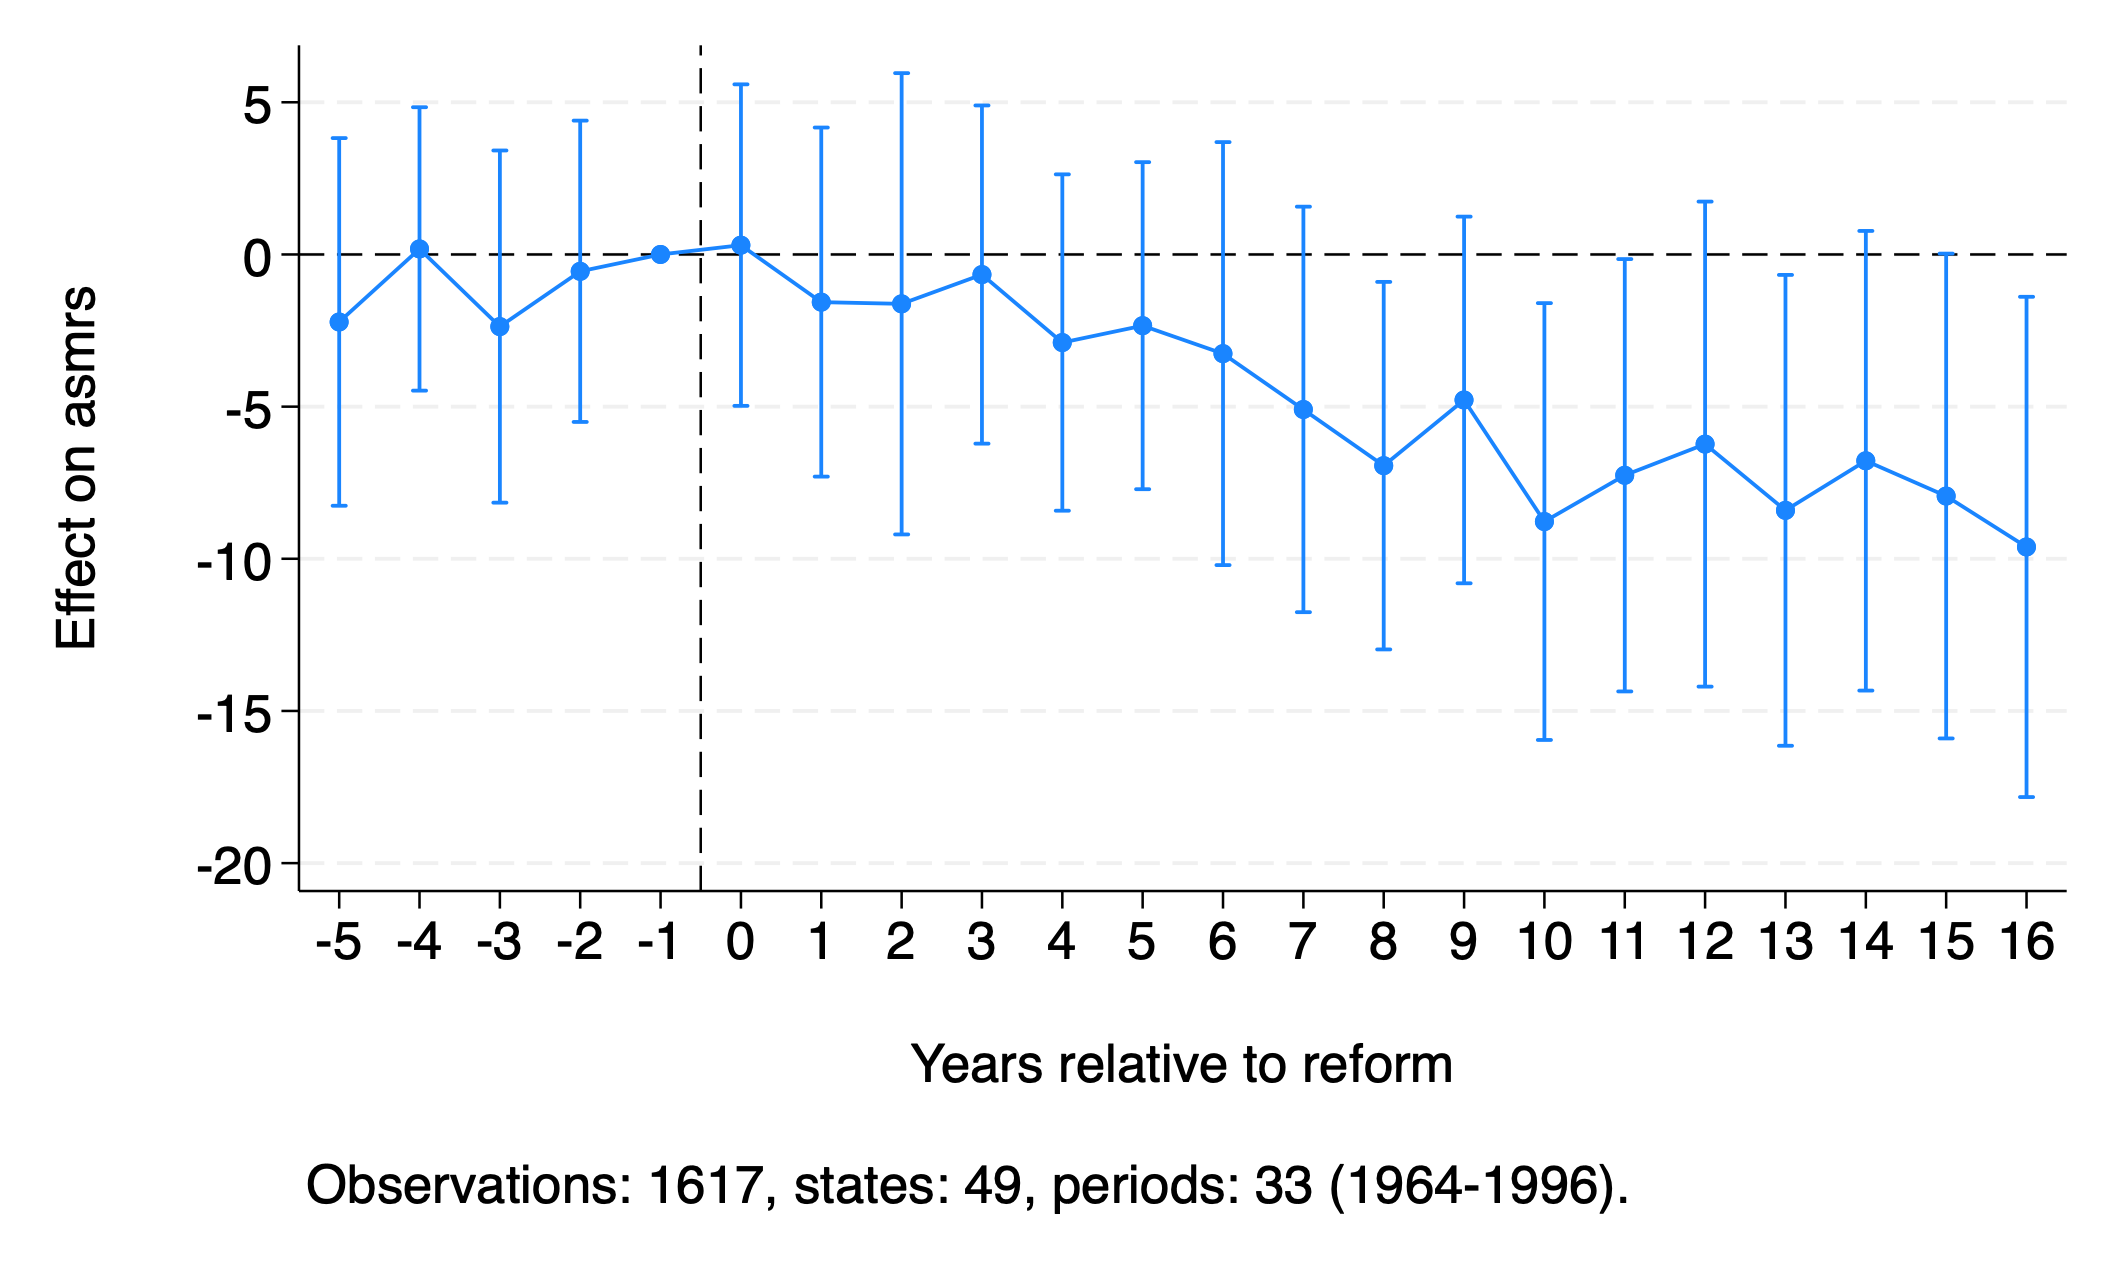 Effect on asmrs
5
0
-5
-10
-15
-20
-5 -4 -3 -2 -1 0 1 2 3 4 5 6 7 8 9 10 11 12 13 14 15 16
Years relative to reform
Observations: 1617, states: 49, periods: 33 (1964-1996).